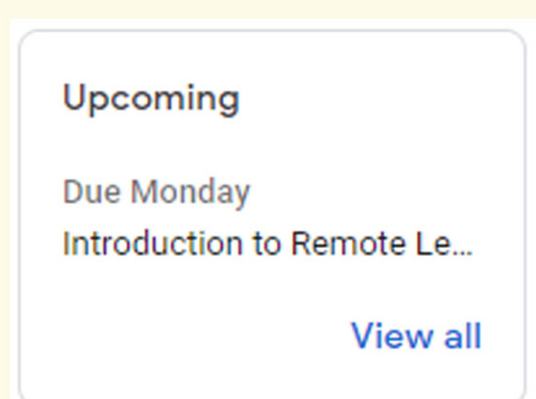 Upcoming
Due Monday
Introduction to Remote Le...
View all